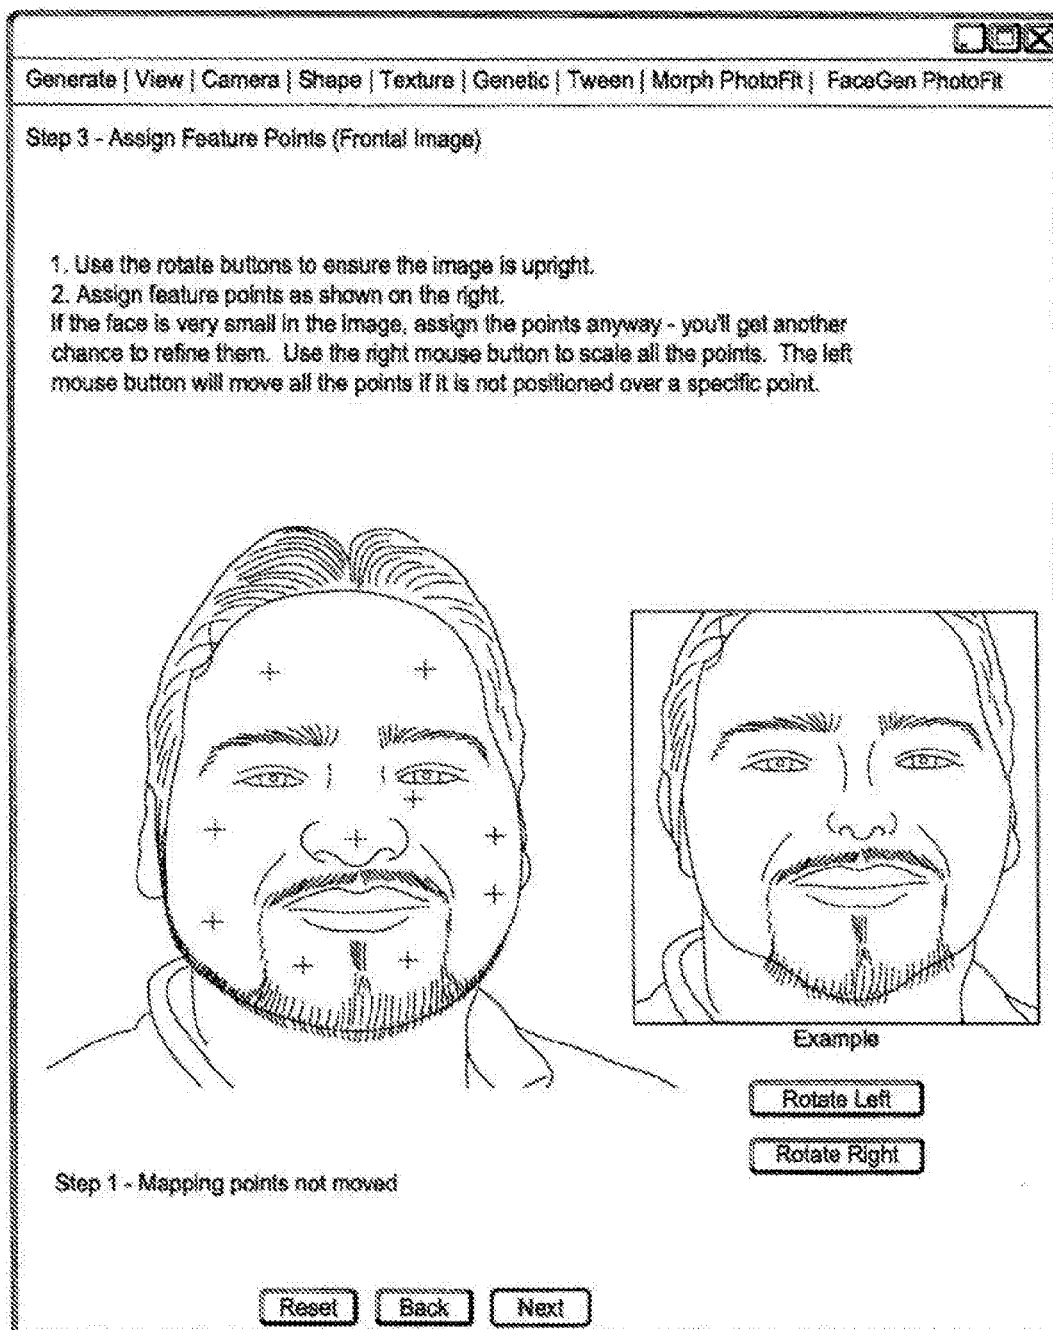 Generate | View | Camera | Shape | Texture | Genetic | Tween | Morph PhotoFit | FaceGen PhotoFit
Step 3 - Assign Feature Points (Frontal Image)
1. Use the rotate buttons to ensure the image is upright.
2. Assign feature points as shown on the right.
If the face is very small in the image, assign the points anyway - you'll get another
chance to refine them. Use the right mouse button to scale all the points. The left
mouse button will move all the points if it is not positioned over a specific point.
Example
Rotate Left
Rotate Right
Step 1 - Mapping points not moved
Reset Back Next